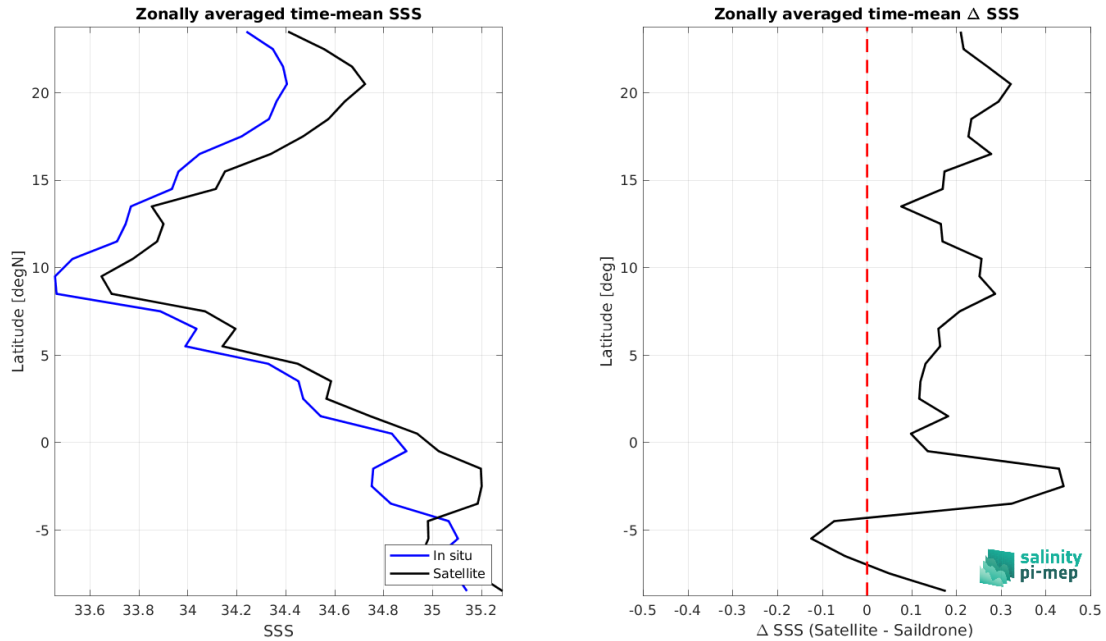 Zonally averaged time-mean SSS
20
15
10
5
0
-5
Latitude [degN]
33.6 33.8 34 34.2 34.4 34.6 34.8 35 35.2
SSS
In situ
Satellite
Zonally averaged time-mean Δ SSS
20
15
10
5
0
-5
Latitude [deg]
-0.5 -0.4 -0.3 -0.2 -0.1 0 0.1 0.2 0.3 0.4 0.5
Δ SSS (Satellite - Saildrone)
salinity
pi-mep